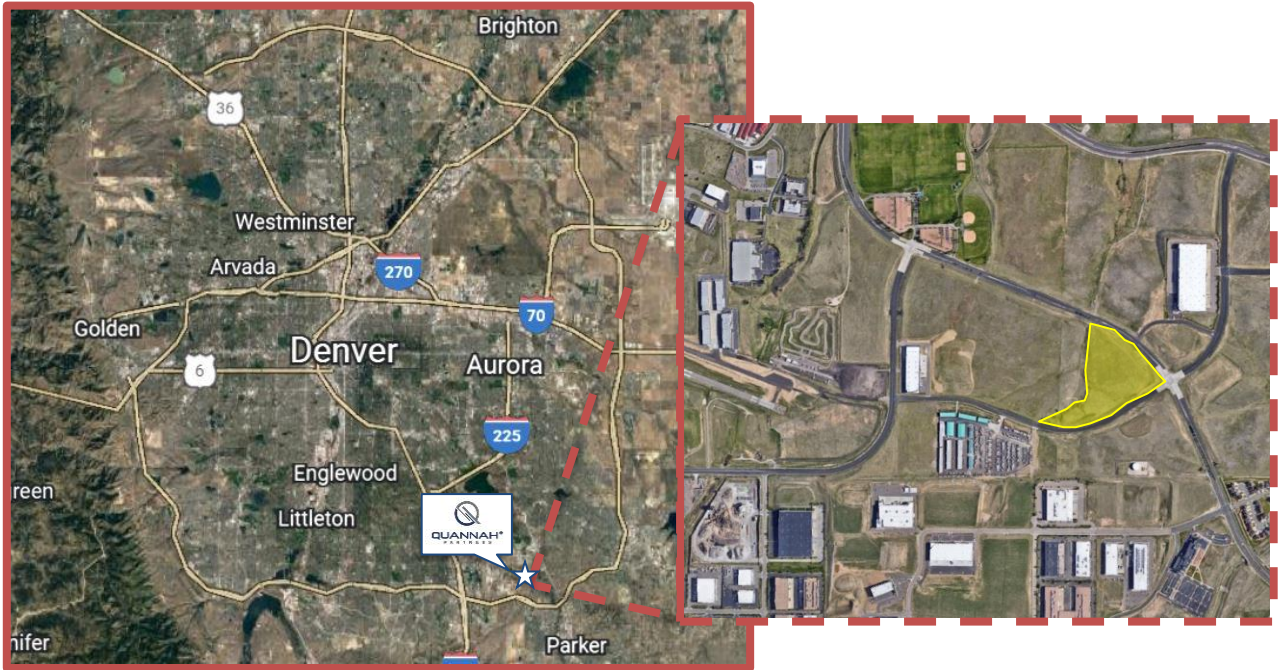 Brighton
36
Westminster
Arvada
270
70
Golden
Denver
Aurora
6
225
Englewood
reen
Littleton
QUANNAH®
PARTNERS
nifer
Parker